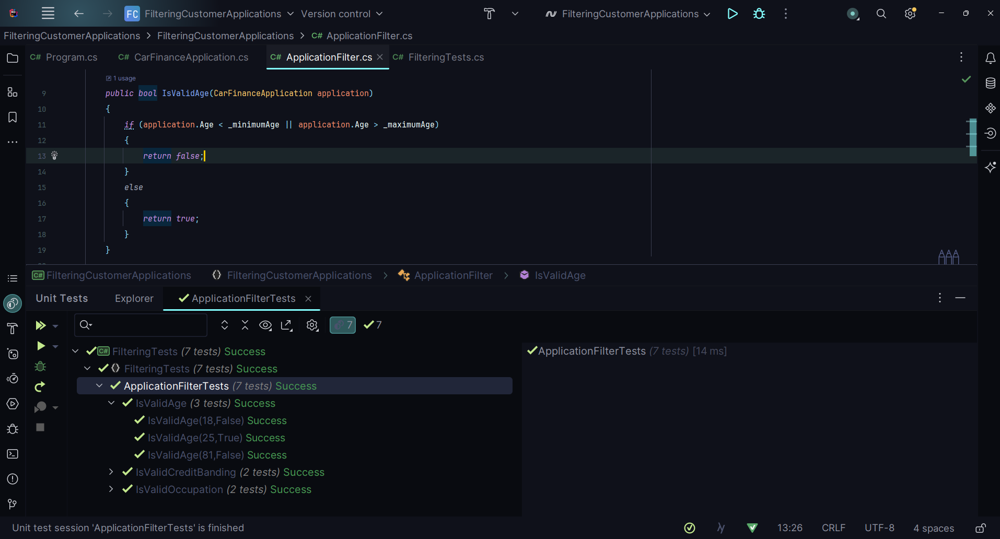 FC FilteringCustomerApplications Version control FilteringCustomerApplications
FilteringCustomerApplications > FilteringCustomerApplications > C# ApplicationFilter.cs
C# Program.cs C# CarFinanceApplication.cs C# ApplicationFilter.cs C# FilteringTests.cs
1 usage
9 public bool IsValidAge(CarFinanceApplication application)
10 {
11 if (application.Age < _minimumAge || application.Age > _maximumAge)
12 {
13 return false;
14 }
15 else
16 {
17 return true;
18 }
19 }
C# FilteringCustomerApplications {} FilteringCustomerApplications > ApplicationFilter > IsValidAge
Unit Tests Explorer ApplicationFilterTests
7 7
C# FilteringTests (7 tests) Success
{} FilteringTests (7 tests) Success
ApplicationFilterTests (7 tests) Success
IsValidAge (3 tests) Success
IsValidAge(18,False) Success
IsValidAge(25,True) Success
IsValidAge(81,False) Success
IsValidCreditBanding (2 tests) Success
IsValidOccupation (2 tests) Success
ApplicationFilterTests (7 tests) [14 ms]
Unit test session 'ApplicationFilterTests' is finished
13:26 CRLF UTF-8 4 spaces